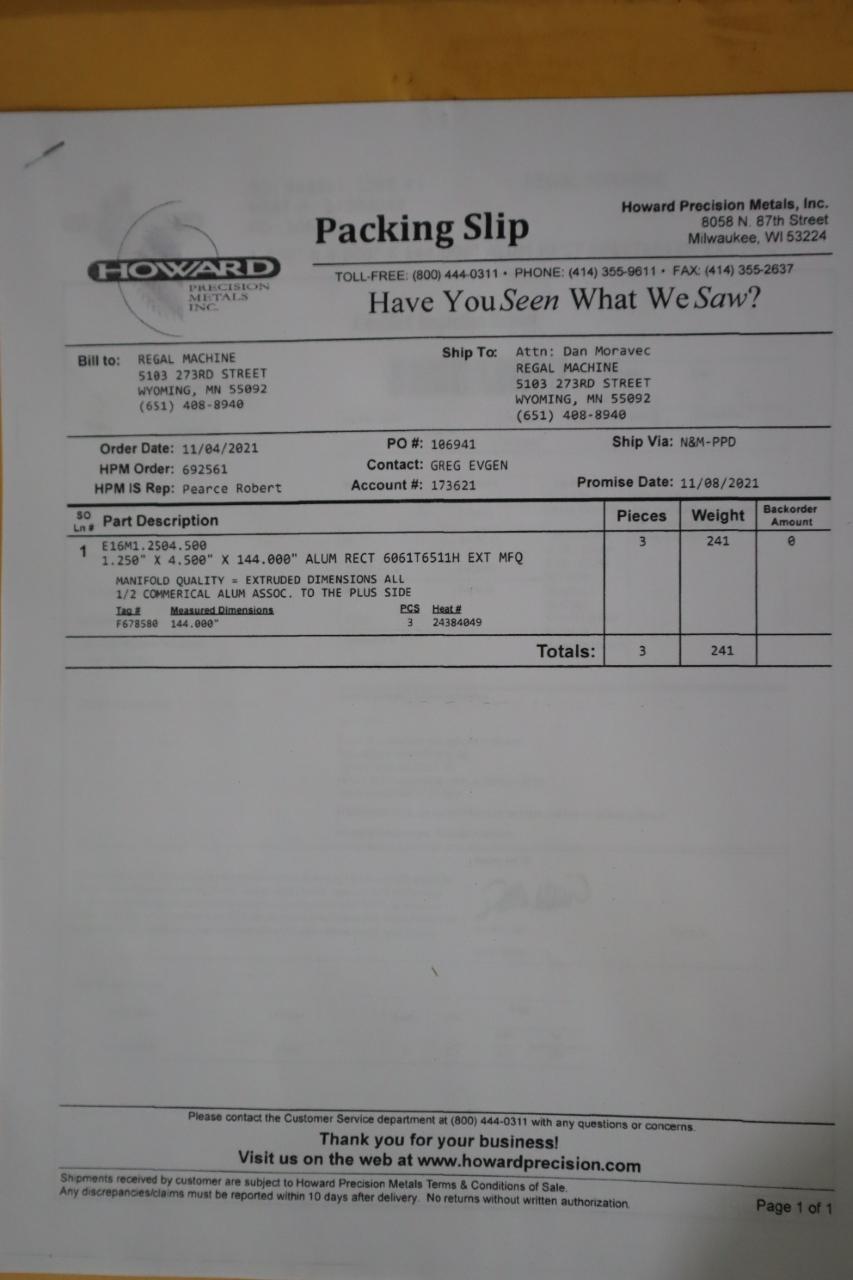 Howard Precision Metals, Inc.
8058 N. 87th Street
Milwaukee, WI 53224
Packing Slip
HOWARD
PRECISION
METALS
INC.
TOLL-FREE: (800) 444-0311 • PHONE: (414) 355-9611 • FAX: (414) 355-2637
Have You Seen What We Saw?
Bill to: REGAL MACHINE
5103 273RD STREET
WYOMING, MN 55092
(651) 408-8940
Ship To: Attn: Dan Moravec
REGAL MACHINE
5103 273RD STREET
WYOMING, MN 55092
(651) 408-8940
Order Date: 11/04/2021 PO #: 106941 Ship Via: N&M-PPD
HPM Order: 692561 Contact: GREG EVGEN
HPM IS Rep: Pearce Robert Account #: 173621 Promise Date: 11/08/2021
SO Ln # Part Description Pieces Weight Backorder Amount
1 E16M1.2504.500 3 241 0
1.250" X 4.500" X 144.000" ALUM RECT 6061T6511H EXT MFQ
MANIFOLD QUALITY = EXTRUDED DIMENSIONS ALL
1/2 COMMERICAL ALUM ASSOC. TO THE PLUS SIDE
Tag # Measured Dimensions PCS Heat #
F678580 144.000" 3 24384049
Totals: 3 241
Please contact the Customer Service department at (800) 444-0311 with any questions or concerns.
Thank you for your business!
Visit us on the web at www.howardprecision.com
Shipments received by customer are subject to Howard Precision Metals Terms & Conditions of Sale.
Any discrepancies/claims must be reported within 10 days after delivery. No returns without written authorization.
Page 1 of 1